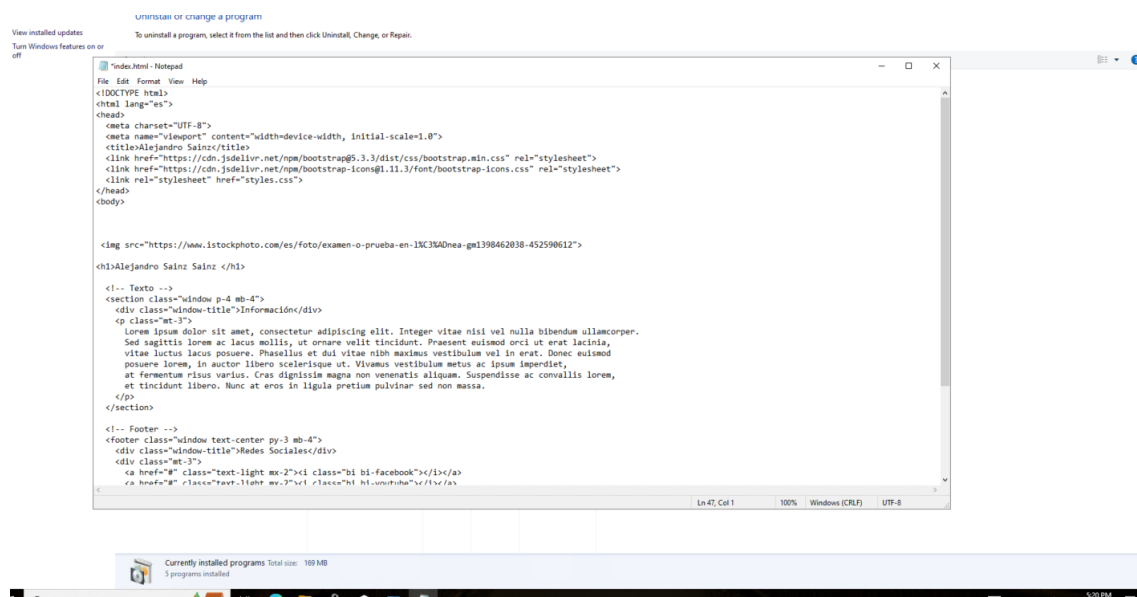 Uninstall or change a program
View installed updates
To uninstall a program, select it from the list and then click Uninstall, Change, or Repair.
Turn Windows features on or
off
*index.html - Notepad
File Edit Format View Help
<!DOCTYPE html>
<html lang="es">
<head>
<meta charset="UTF-8">
<meta name="viewport" content="width=device-width, initial-scale=1.0">
<title>Alejandro Sainz</title>
<link href="https://cdn.jsdelivr.net/npm/bootstrap@5.3.3/dist/css/bootstrap.min.css" rel="stylesheet">
<link href="https://cdn.jsdelivr.net/npm/bootstrap-icons@1.11.3/font/bootstrap-icons.css" rel="stylesheet">
<link rel="stylesheet" href="styles.css">
</head>
<body>
<img src="https://www.istockphoto.com/es/foto/examen-o-prueba-en-l%C3%ADnea-gm1398462038-452590612">
<h1>Alejandro Sainz Sainz </h1>
<!-- Texto -->
<section class="window p-4 mb-4">
<div class="window-title">Información</div>
<p class="mt-3">
Lorem ipsum dolor sit amet, consectetur adipiscing elit. Integer vitae nisi vel nulla bibendum ullamcorper.
Sed sagittis lorem ac lacus mollis, ut ornare velit tincidunt. Praesent euismod orci ut erat lacinia,
vitae luctus lacus posuere. Phasellus et dui vitae nibh maximus vestibulum vel in erat. Donec euismod
posuere lorem, in auctor libero scelerisque ut. Vivamus vestibulum metus ac ipsum imperdiet,
at fermentum risus varius. Cras dignissim magna non venenatis aliquam. Suspendisse ac convallis lorem,
et tincidunt libero. Nunc at eros in ligula pretium pulvinar sed non massa.
</p>
</section>
<!-- Footer -->
<footer class="window text-center py-3 mb-4">
<div class="window-title">Redes Sociales</div>
<div class="mt-3">
<a href="#" class="text-light mx-2"><i class="bi bi-facebook"></i></a>
<a href="#" class="text-light mx-2"><i class="bi bi-youtube"></i></a>
Ln 47, Col 1 100% Windows (CRLF) UTF-8
Currently installed programs Total size: 169 MB
5 programs installed
5:20 PM